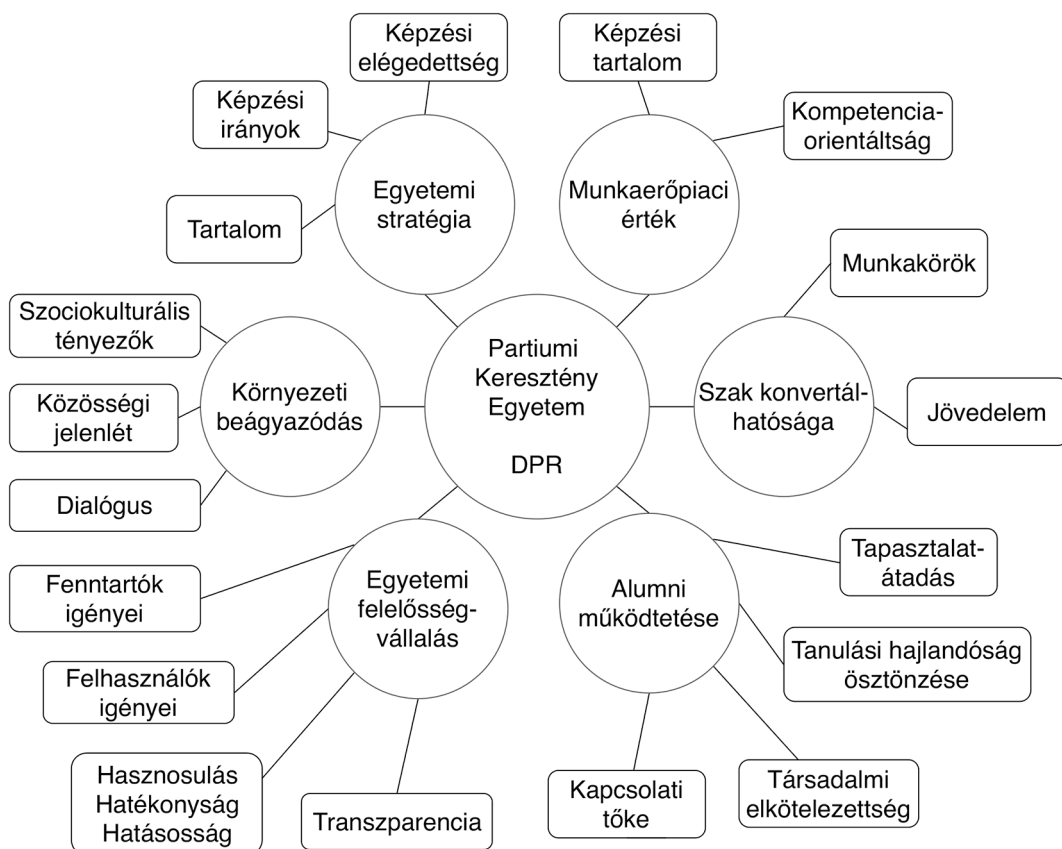 Képzési
elégedettség
Képzési
tartalom
Képzési
irányok
Kompetencia-
orientáltság
Egyetemi
stratégia
Munkaerőpiaci
érték
Tartalom
Munkakörök
Szociokulturális
tényezők
Partiumi
Keresztény
Egyetem
DPR
Környezeti
beágyazódás
Szak konvertál-
hatósága
Közösségi
jelenlét
Jövedelem
Dialógus
Tapasztalat-
átadás
Fenntartók
igényei
Egyetemi
felelősség-
vállalás
Alumni
működtetése
Tanulási hajlandóság
ösztönzése
Felhasználók
igényei
Hasznosulás
Hatékonyság
Hatásosság
Transzparencia
Kapcsolati
tőke
Társadalmi
elkötelezettség